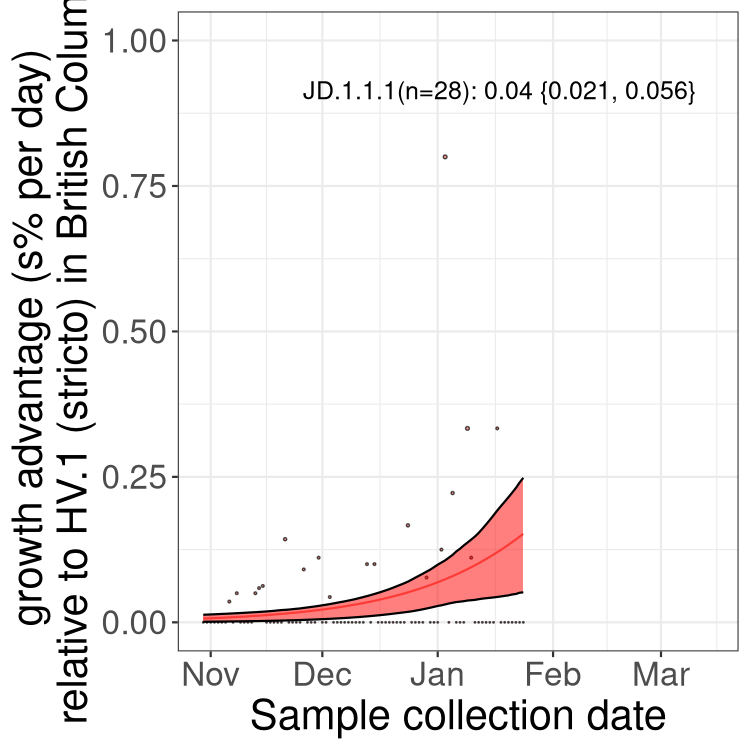 growth advantage (s% per day)
relative to HV.1 (stricto) in British Colum
1.00
0.75
0.50
0.25
0.00
JD.1.1.1(n=28): 0.04 {0.021, 0.056}
Nov Dec Jan Feb Mar
Sample collection date